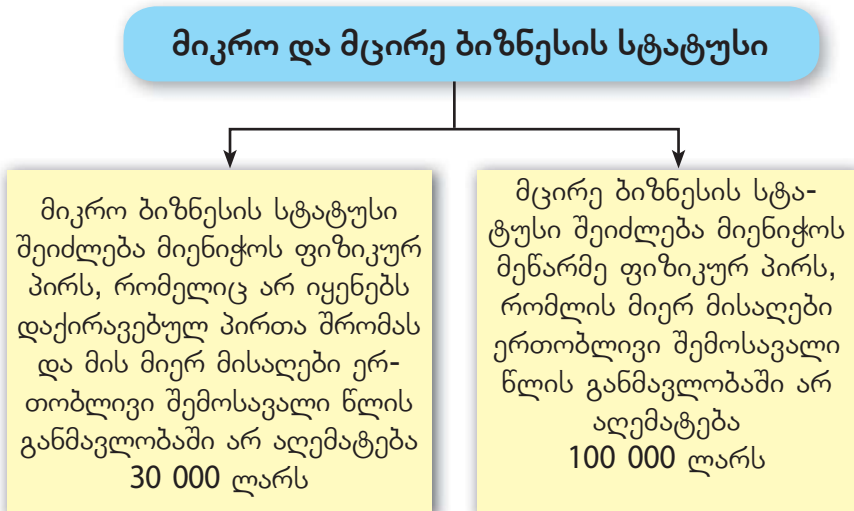 მიკრო და მცირე ბიზნესის სტატუსი
მიკრო ბიზნესის სტატუსი
შეიძლება მიენიჭოს ფიზიკურ
პირს, რომელიც არ იყენებს
დაქირავებულ პირთა შრომას
და მის მიერ მისაღები ერ-
თობლივი შემოსავალი წლის
განმავლობაში არ აღემატება
30 000 ლარს
მცირე ბიზნესის სტა-
ტუსი შეიძლება მიენიჭოს
მეწარმე ფიზიკურ პირს,
რომლის მიერ მისაღები
ერთობლივი შემოსავალი
წლის განმავლობაში არ
აღემატება
100 000 ლარს